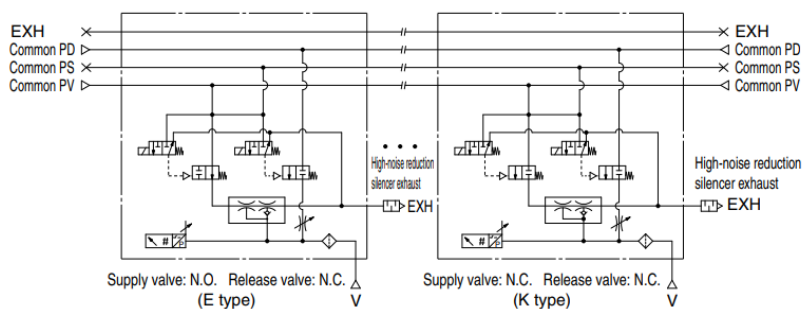 EXH
Common PD
Common PS
Common PV
EXH
Common PD
Common PS
Common PV
High-noise reduction
silencer exhaust
EXH
High-noise reduction
silencer exhaust
EXH
#
P
#
P
Supply valve: N.O. Release valve: N.C.
(E type)
V
Supply valve: N.C. Release valve: N.C.
(K type)
V